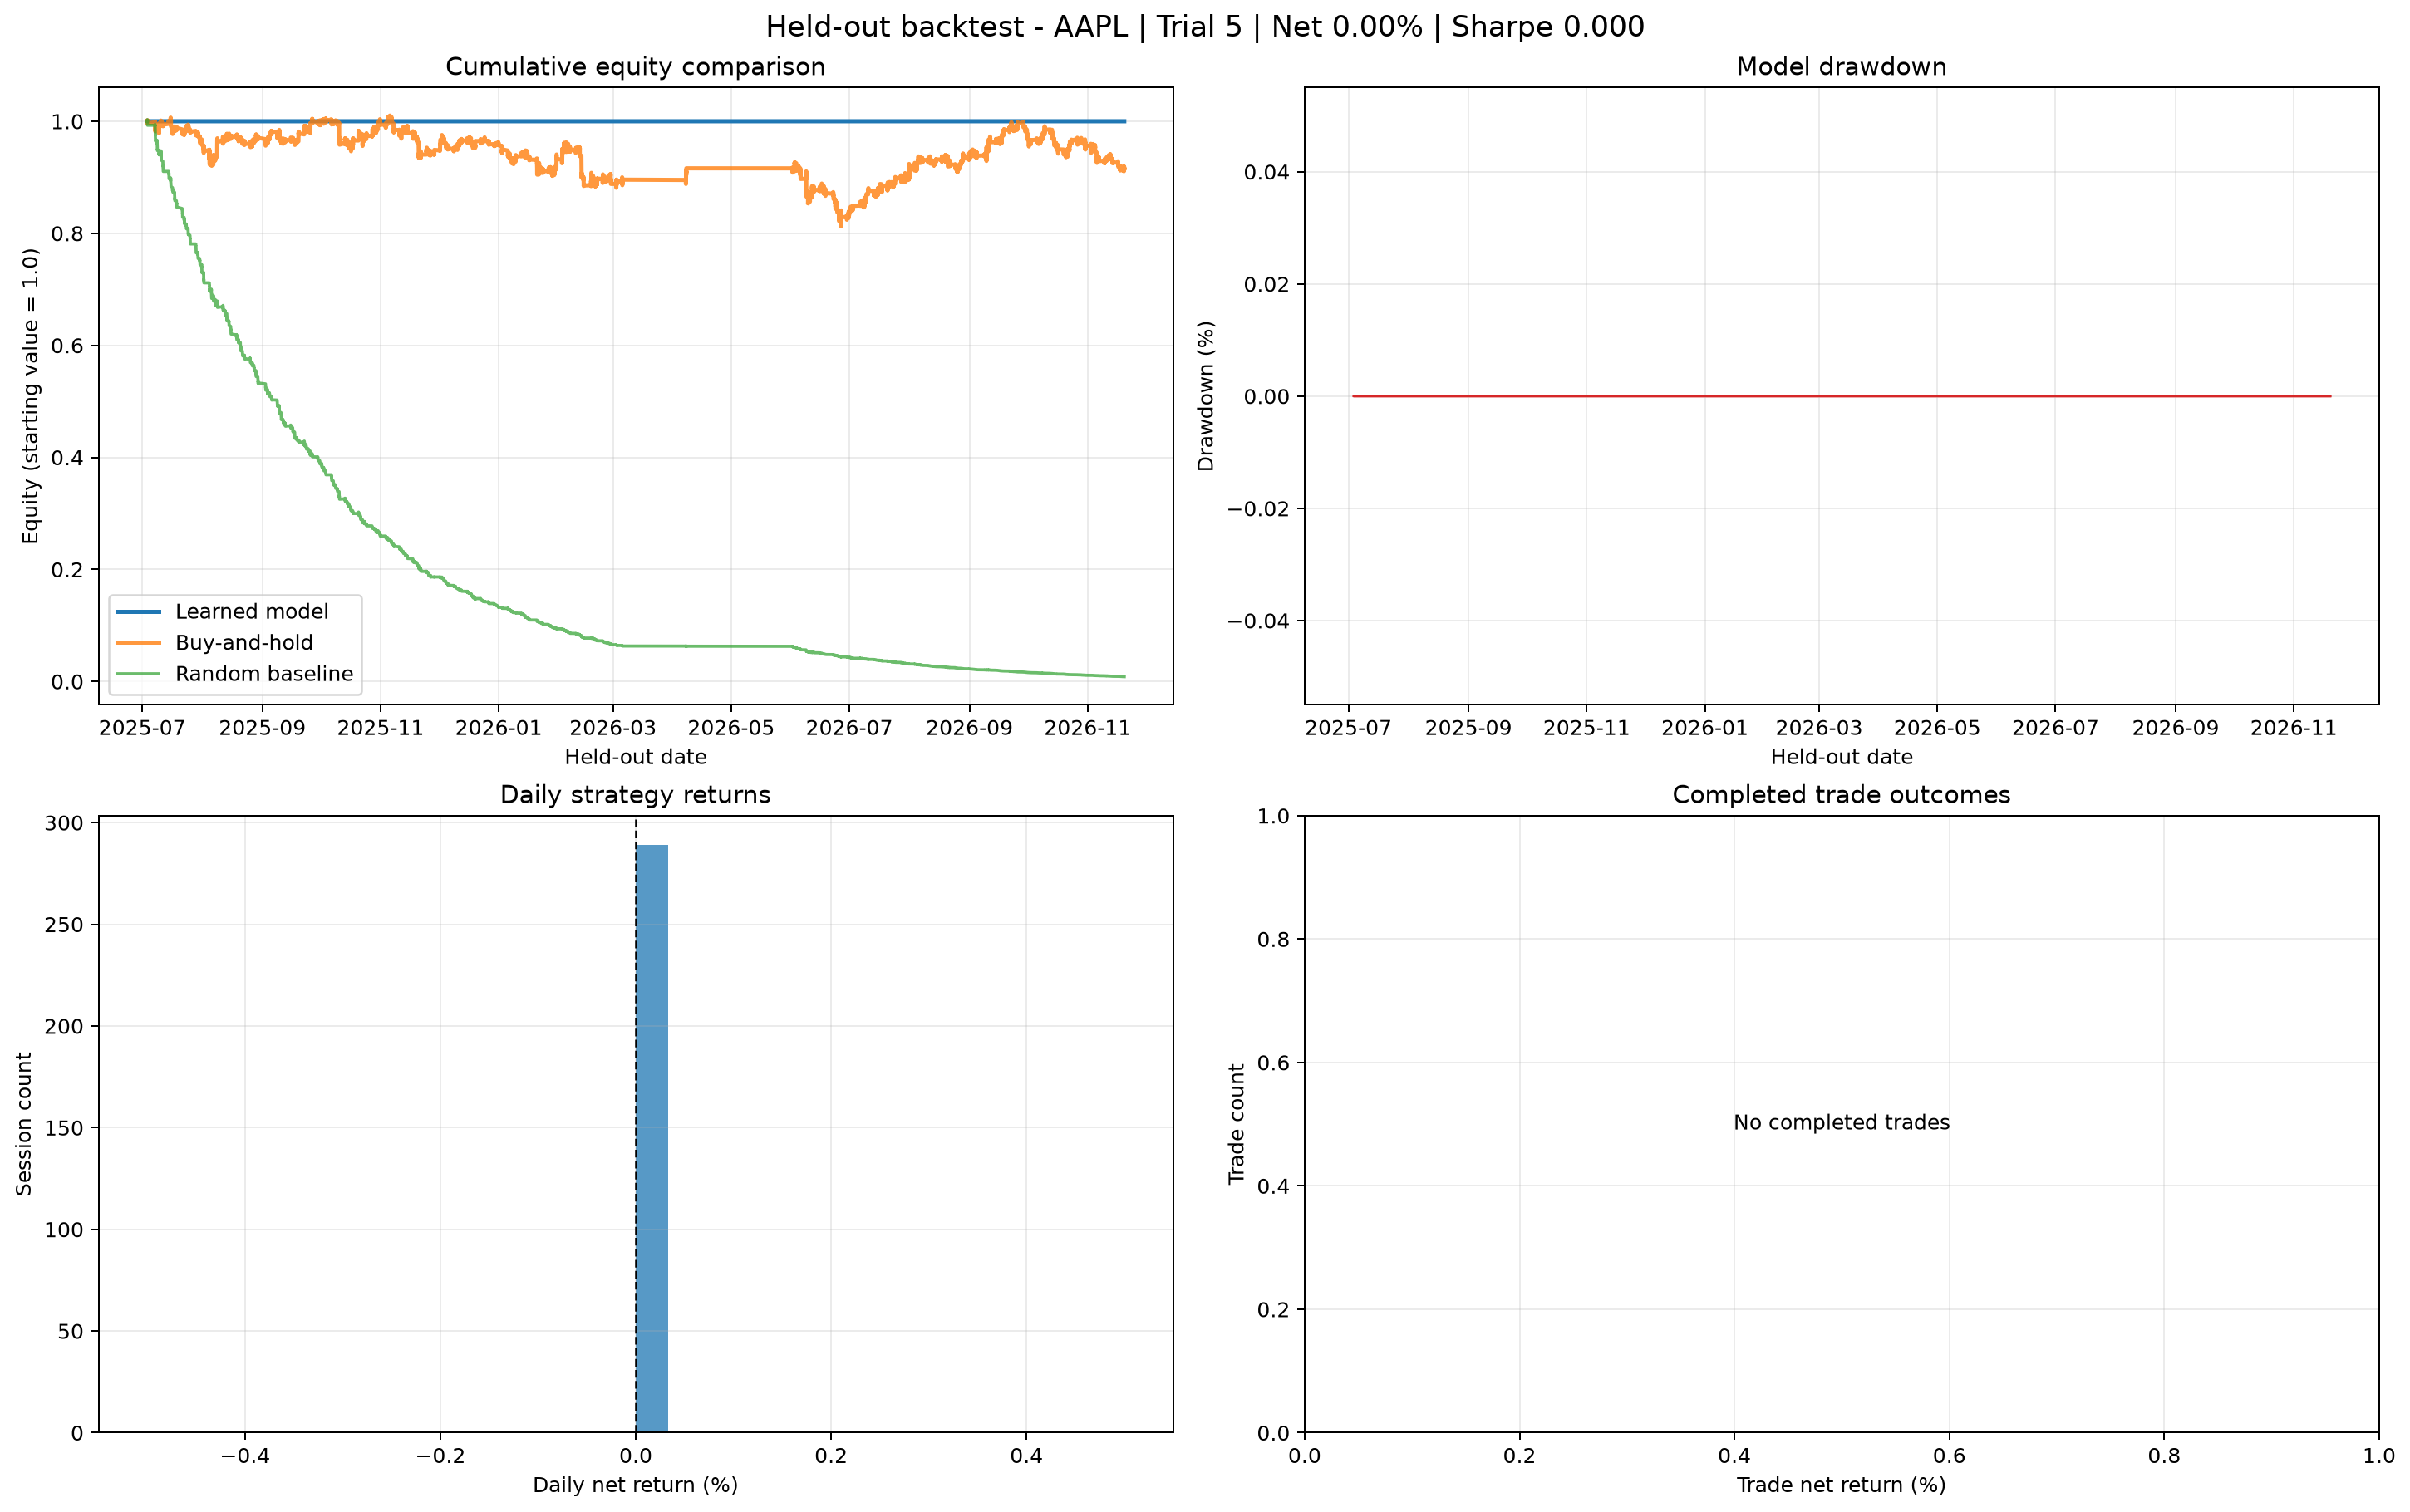 Held-out backtest - AAPL | Trial 5 | Net 0.00% | Sharpe 0.000
Cumulative equity comparison
Equity (starting value = 1.0)
1.0
0.8
0.6
0.4
0.2
0.0
Learned model
Buy-and-hold
Random baseline
2025-07 2025-09 2025-11 2026-01 2026-03 2026-05 2026-07 2026-09 2026-11
Held-out date
Model drawdown
Drawdown (%)
0.04
0.02
0.00
−0.02
−0.04
2025-07 2025-09 2025-11 2026-01 2026-03 2026-05 2026-07 2026-09 2026-11
Held-out date
Daily strategy returns
Session count
300
250
200
150
100
50
0
−0.4 −0.2 0.0 0.2 0.4
Daily net return (%)
Completed trade outcomes
Trade count
1.0
0.8
0.6
0.4
0.2
0.0
No completed trades
0.0 0.2 0.4 0.6 0.8 1.0
Trade net return (%)